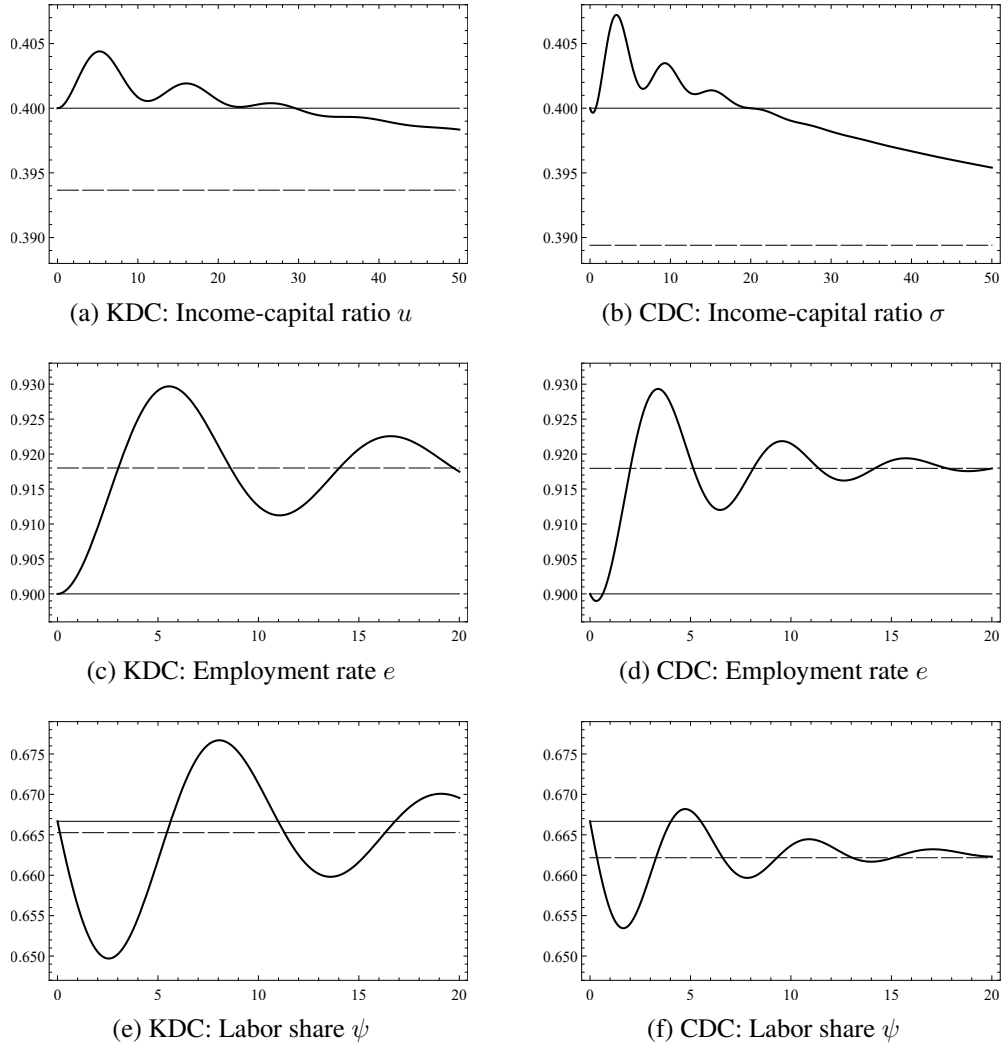 0.405
0.400
0.395
0.390
0 10 20 30 40 50
(a) KDC: Income-capital ratio u
0.405
0.400
0.395
0.390
0 10 20 30 40 50
(b) CDC: Income-capital ratio σ
0.930
0.925
0.920
0.915
0.910
0.905
0.900
0 5 10 15 20
(c) KDC: Employment rate e
0.930
0.925
0.920
0.915
0.910
0.905
0.900
0 5 10 15 20
(d) CDC: Employment rate e
0.675
0.670
0.665
0.660
0.655
0.650
0 5 10 15 20
(e) KDC: Labor share ψ
0.675
0.670
0.665
0.660
0.655
0.650
0 5 10 15 20
(f) CDC: Labor share ψ